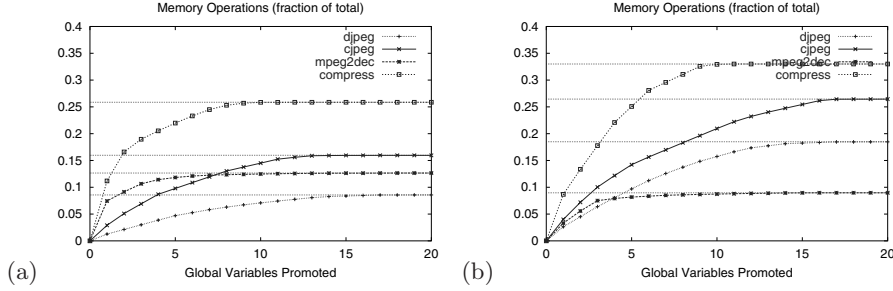 Memory Operations (fraction of total)
0.4
0.35
0.3
0.25
0.2
0.15
0.1
0.05
0
djpeg
cjpeg
mpeg2dec
compress
0 5 10 15 20
Global Variables Promoted
(a)
Memory Operations (fraction of total)
0.4
0.35
0.3
0.25
0.2
0.15
0.1
0.05
0
djpeg
cjpeg
mpeg2dec
compress
0 5 10 15 20
Global Variables Promoted
(b)